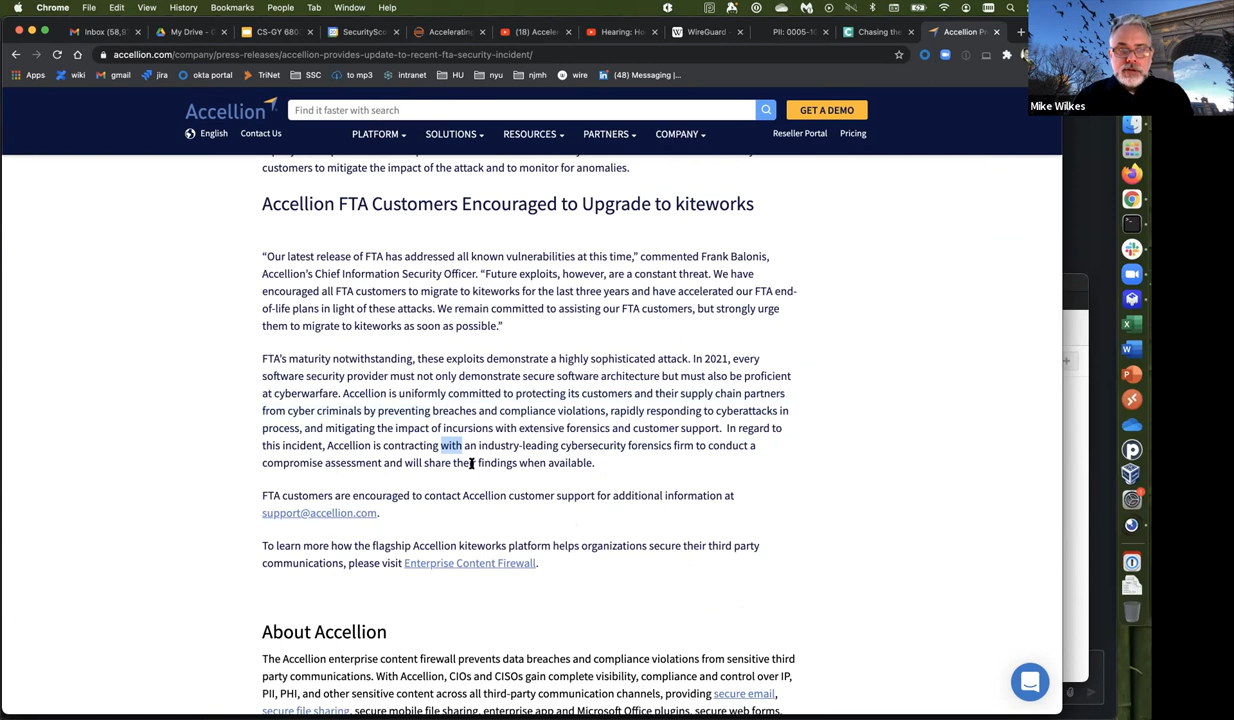 Chrome File Edit View History Bookmarks People Tab Window Help
Inbox (58,9 My Drive - G CS-GY 680 SecuritySco Accelerating (18) Acceler Hearing: Ho WireGuard - PII: 0005-1 Chasing the Accellion Pr
accellion.com/company/press-releases/accellion-provides-update-to-recent-fta-security-incident/
Apps wiki gmail jira okta portal TriNet SSC to mp3 intranet HU nyu njmh wire (48) Messaging |...
Mike Wilkes
Accellion Find it faster with search GET A DEMO
English Contact Us PLATFORM SOLUTIONS RESOURCES PARTNERS COMPANY Reseller Portal Pricing
customers to mitigate the impact of the attack and to monitor for anomalies.
Accellion FTA Customers Encouraged to Upgrade to kiteworks
“Our latest release of FTA has addressed all known vulnerabilities at this time,” commented Frank Balonis,
Accellion’s Chief Information Security Officer. “Future exploits, however, are a constant threat. We have
encouraged all FTA customers to migrate to kiteworks for the last three years and have accelerated our FTA end-
of-life plans in light of these attacks. We remain committed to assisting our FTA customers, but strongly urge
them to migrate to kiteworks as soon as possible.”
FTA’s maturity notwithstanding, these exploits demonstrate a highly sophisticated attack. In 2021, every
software security provider must not only demonstrate secure software architecture but must also be proficient
at cyberwarfare. Accellion is uniformly committed to protecting its customers and their supply chain partners
from cyber criminals by preventing breaches and compliance violations, rapidly responding to cyberattacks in
process, and mitigating the impact of incursions with extensive forensics and customer support. In regard to
this incident, Accellion is contracting with an industry-leading cybersecurity forensics firm to conduct a
compromise assessment and will share their findings when available.
FTA customers are encouraged to contact Accellion customer support for additional information at
support@accellion.com.
To learn more how the flagship Accellion kiteworks platform helps organizations secure their third party
communications, please visit Enterprise Content Firewall.
About Accellion
The Accellion enterprise content firewall prevents data breaches and compliance violations from sensitive third
party communications. With Accellion, CIOs and CISOs gain complete visibility, compliance and control over IP,
PII, PHI, and other sensitive content across all third-party communication channels, providing secure email,
secure file sharing, secure mobile file sharing, enterprise app and Microsoft Office plugins, secure web forms,